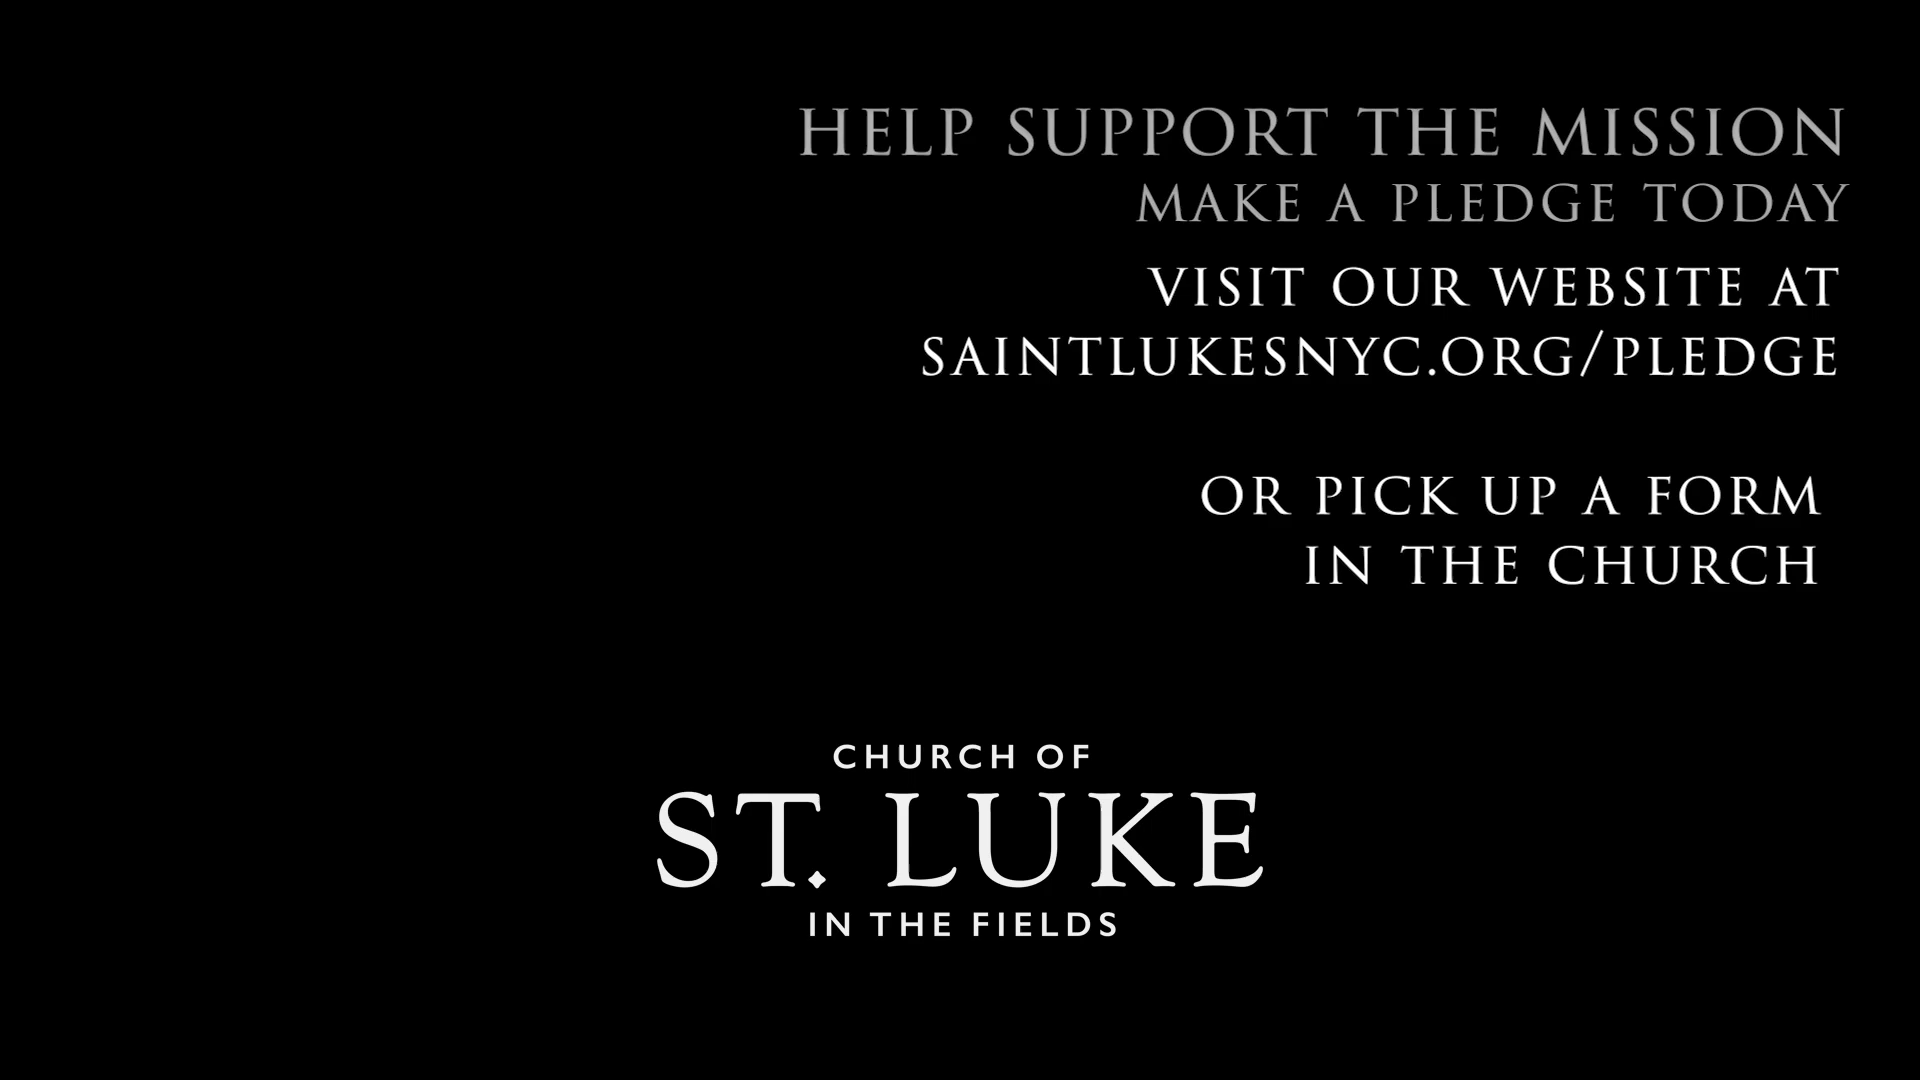 HELP SUPPORT THE MISSION
MAKE A PLEDGE TODAY
VISIT OUR WEBSITE AT
SAINTLUKESNYC.ORG/PLEDGE
OR PICK UP A FORM
IN THE CHURCH
CHURCH OF
ST. LUKE
IN THE FIELDS